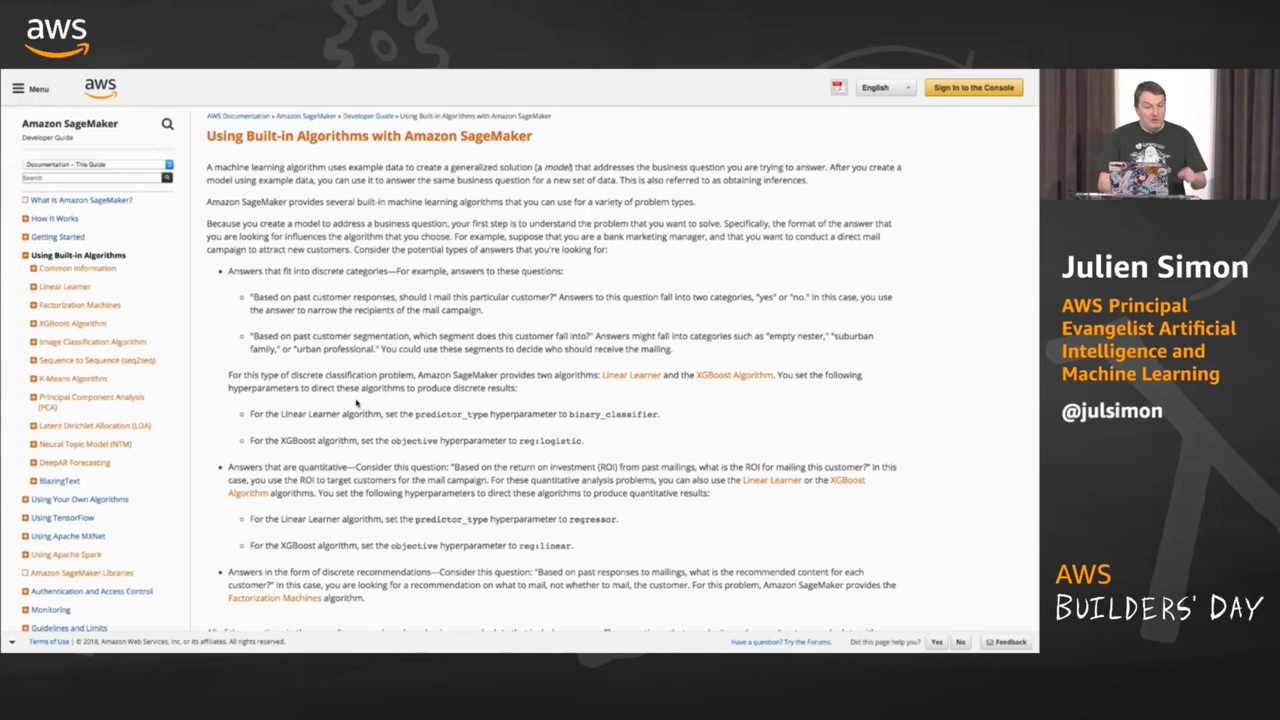 aws
Menu
aws
English
Sign In to the Console
Amazon SageMaker
Developer Guide
Documentation - This Guide
Search
What Is Amazon SageMaker?
How It Works
Getting Started
Using Built-in Algorithms
Common Information
Linear Learner
Factorization Machines
XGBoost Algorithm
Image Classification Algorithm
Sequence to Sequence (seq2seq)
K-Means Algorithm
Principal Component Analysis
(PCA)
Latent Dirichlet Allocation (LDA)
Neural Topic Model (NTM)
DeepAR Forecasting
BlazingText
Using Your Own Algorithms
Using TensorFlow
Using Apache MXNet
Using Apache Spark
Amazon SageMaker Libraries
Authentication and Access Control
Monitoring
Guidelines and Limits
AWS Documentation » Amazon SageMaker » Developer Guide » Using Built-in Algorithms with Amazon SageMaker
Using Built-in Algorithms with Amazon SageMaker
A machine learning algorithm uses example data to create a generalized solution (a model) that addresses the business question you are trying to answer. After you create a
model using example data, you can use it to answer the same business question for a new set of data. This is also referred to as obtaining inferences.
Amazon SageMaker provides several built-in machine learning algorithms that you can use for a variety of problem types.
Because you create a model to address a business question, your first step is to understand the problem that you want to solve. Specifically, the format of the answer that
you are looking for influences the algorithm that you choose. For example, suppose that you are a bank marketing manager, and that you want to conduct a direct mail
campaign to attract new customers. Consider the potential types of answers that you're looking for:
• Answers that fit into discrete categories—For example, answers to these questions:
○ "Based on past customer responses, should I mail this particular customer?" Answers to this question fall into two categories, "yes" or "no." In this case, you use
the answer to narrow the recipients of the mail campaign.
○ "Based on past customer segmentation, which segment does this customer fall into?" Answers might fall into categories such as "empty nester," "suburban
family," or "urban professional." You could use these segments to decide who should receive the mailing.
For this type of discrete classification problem, Amazon SageMaker provides two algorithms: Linear Learner and the XGBoost Algorithm. You set the following
hyperparameters to direct these algorithms to produce discrete results:
○ For the Linear Learner algorithm, set the predictor_type hyperparameter to binary_classifier.
○ For the XGBoost algorithm, set the objective hyperparameter to reg:logistic.
• Answers that are quantitative—Consider this question: "Based on the return on investment (ROI) from past mailings, what is the ROI for mailing this customer?" In this
case, you use the ROI to target customers for the mail campaign. For these quantitative analysis problems, you can also use the Linear Learner or the XGBoost
Algorithm algorithms. You set the following hyperparameters to direct these algorithms to produce quantitative results:
○ For the Linear Learner algorithm, set the predictor_type hyperparameter to regressor.
○ For the XGBoost algorithm, set the objective hyperparameter to reg:linear.
• Answers in the form of discrete recommendations—Consider this question: "Based on past responses to mailings, what is the recommended content for each
customer?" In this case, you are looking for a recommendation on what to mail, not whether to mail, the customer. For this problem, Amazon SageMaker provides the
Factorization Machines algorithm.
Terms of Use | © 2018, Amazon Web Services, Inc. or its affiliates. All rights reserved.
Have a question? Try the Forums.
Did this page help you?
Yes
No
Feedback
Julien Simon
AWS Principal
Evangelist Artificial
Intelligence and
Machine Learning
@julsimon
AWS
BUILDERS' DAY